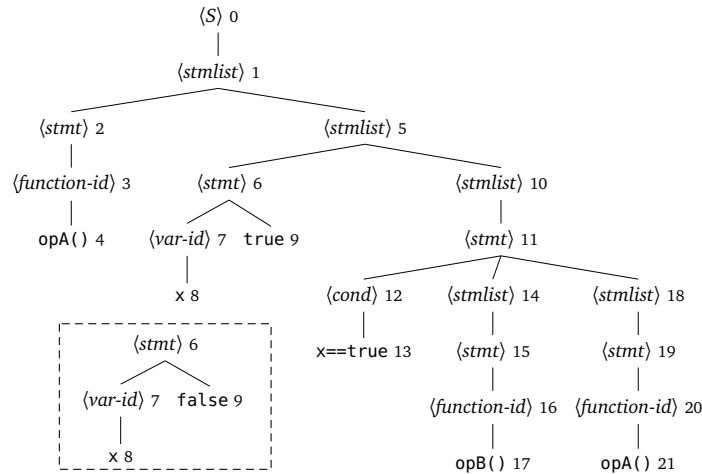 ⟨S⟩ 0
⟨stmlist⟩ 1
⟨stmt⟩ 2 ⟨stmlist⟩ 5
⟨function-id⟩ 3 ⟨stmt⟩ 6 ⟨stmlist⟩ 10
opA() 4 ⟨var-id⟩ 7 true 9 ⟨stmt⟩ 11
x 8 ⟨cond⟩ 12 ⟨stmlist⟩ 14 ⟨stmlist⟩ 18
⟨stmt⟩ 6 x==true 13 ⟨stmt⟩ 15 ⟨stmt⟩ 19
⟨var-id⟩ 7 false 9 ⟨function-id⟩ 16 ⟨function-id⟩ 20
x 8 opB() 17 opA() 21